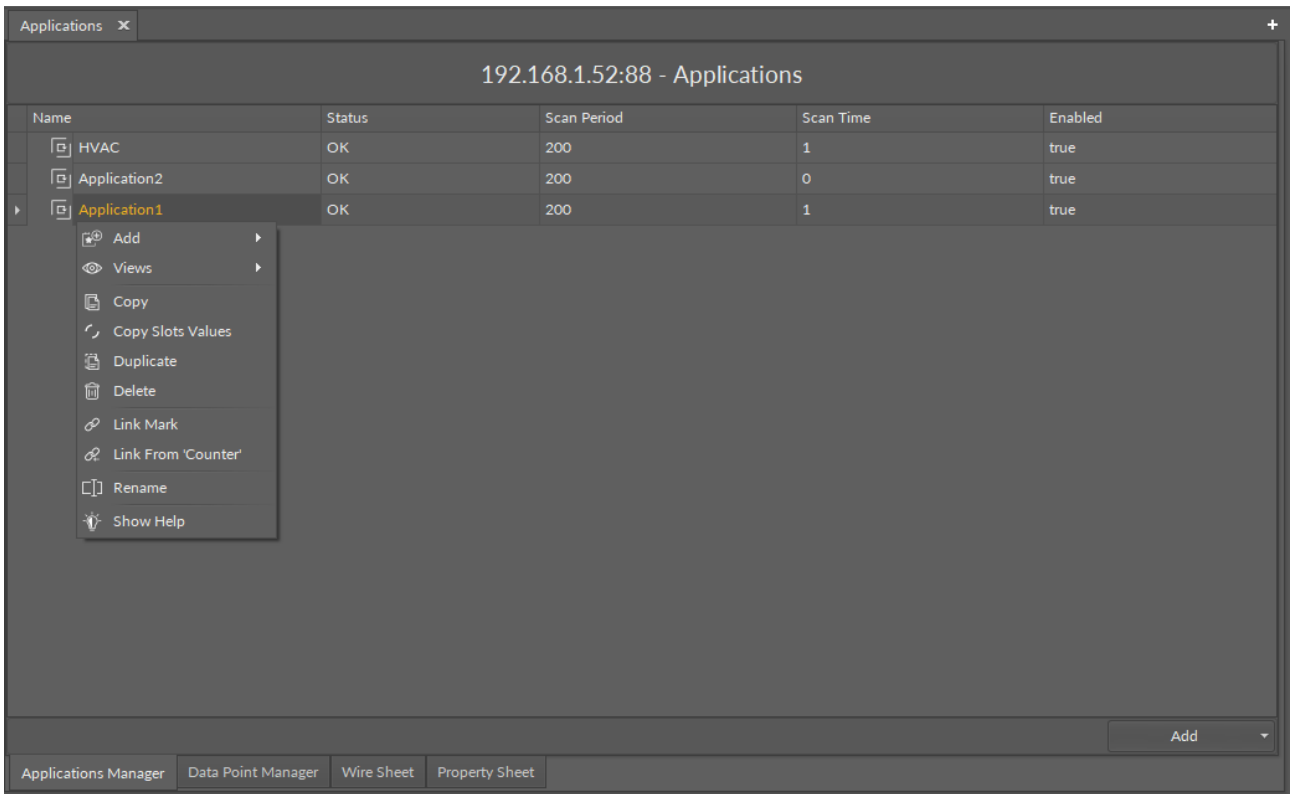 Applications
192.168.1.52:88 - Applications
Name Status Scan Period Scan Time Enabled
HVAC OK 200 1 true
Application2 OK 200 0 true
Application1 OK 200 1 true
Add
Views
Copy
Copy Slots Values
Duplicate
Delete
Link Mark
Link From 'Counter'
Rename
Show Help
Add
Applications Manager Data Point Manager Wire Sheet Property Sheet